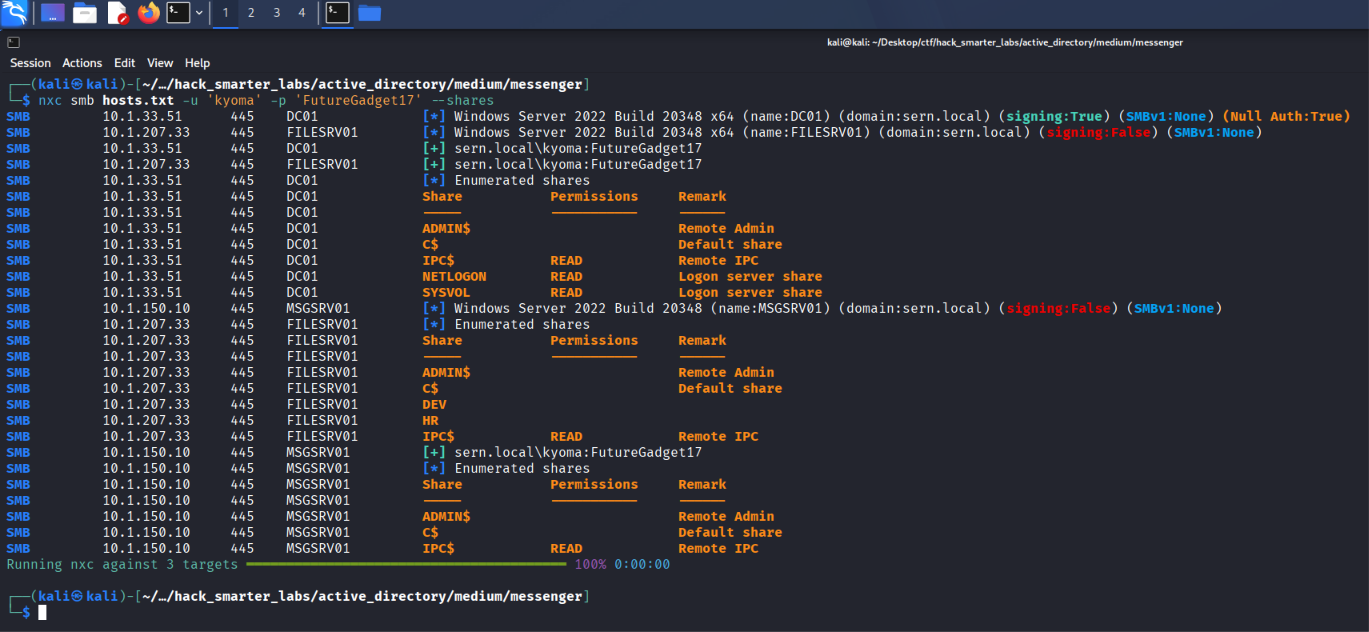 1 2 3 4
kali@kali: ~/Desktop/ctf/hack_smarter_labs/active_directory/medium/messenger
Session Actions Edit View Help
┌──(kali㉿kali)-[~/…/hack_smarter_labs/active_directory/medium/messenger]
└─$ nxc smb hosts.txt -u 'kyoma' -p 'FutureGadget17' --shares
SMB 10.1.33.51 445 DC01 [*] Windows Server 2022 Build 20348 x64 (name:DC01) (domain:sern.local) (signing:True) (SMBv1:None) (Null Auth:True)
SMB 10.1.207.33 445 FILESRV01 [*] Windows Server 2022 Build 20348 x64 (name:FILESRV01) (domain:sern.local) (signing:False) (SMBv1:None)
SMB 10.1.33.51 445 DC01 [+] sern.local\kyoma:FutureGadget17
SMB 10.1.207.33 445 FILESRV01 [+] sern.local\kyoma:FutureGadget17
SMB 10.1.33.51 445 DC01 [*] Enumerated shares
SMB 10.1.33.51 445 DC01 Share Permissions Remark
SMB 10.1.33.51 445 DC01 ----- ----------- ------
SMB 10.1.33.51 445 DC01 ADMIN$ Remote Admin
SMB 10.1.33.51 445 DC01 C$ Default share
SMB 10.1.33.51 445 DC01 IPC$ READ Remote IPC
SMB 10.1.33.51 445 DC01 NETLOGON READ Logon server share
SMB 10.1.33.51 445 DC01 SYSVOL READ Logon server share
SMB 10.1.150.10 445 MSGSRV01 [*] Windows Server 2022 Build 20348 (name:MSGSRV01) (domain:sern.local) (signing:False) (SMBv1:None)
SMB 10.1.207.33 445 FILESRV01 [*] Enumerated shares
SMB 10.1.207.33 445 FILESRV01 Share Permissions Remark
SMB 10.1.207.33 445 FILESRV01 ----- ----------- ------
SMB 10.1.207.33 445 FILESRV01 ADMIN$ Remote Admin
SMB 10.1.207.33 445 FILESRV01 C$ Default share
SMB 10.1.207.33 445 FILESRV01 DEV
SMB 10.1.207.33 445 FILESRV01 HR
SMB 10.1.207.33 445 FILESRV01 IPC$ READ Remote IPC
SMB 10.1.150.10 445 MSGSRV01 [+] sern.local\kyoma:FutureGadget17
SMB 10.1.150.10 445 MSGSRV01 [*] Enumerated shares
SMB 10.1.150.10 445 MSGSRV01 Share Permissions Remark
SMB 10.1.150.10 445 MSGSRV01 ----- ----------- ------
SMB 10.1.150.10 445 MSGSRV01 ADMIN$ Remote Admin
SMB 10.1.150.10 445 MSGSRV01 C$ Default share
SMB 10.1.150.10 445 MSGSRV01 IPC$ READ Remote IPC
Running nxc against 3 targets 100% 0:00:00
┌──(kali㉿kali)-[~/…/hack_smarter_labs/active_directory/medium/messenger]
└─$